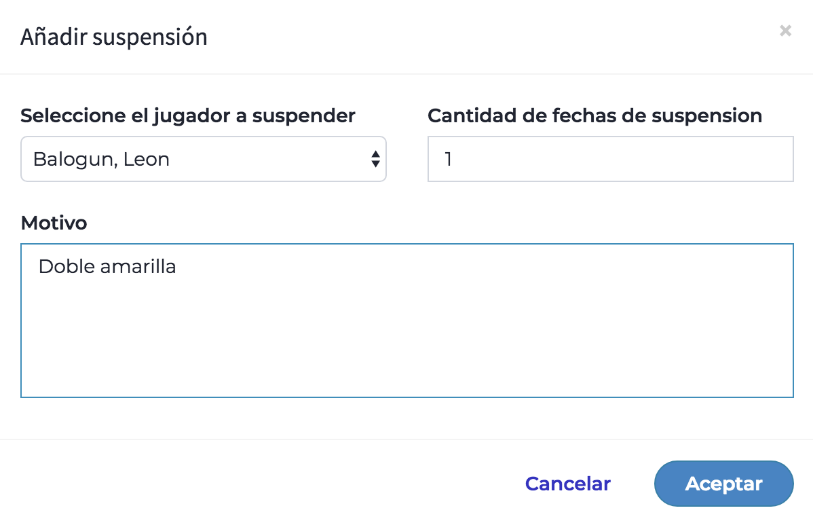 Añadir suspensión
×
Seleccione el jugador a suspender
Cantidad de fechas de suspension
Balogun, Leon
1
Motivo
Doble amarilla
Cancelar
Aceptar